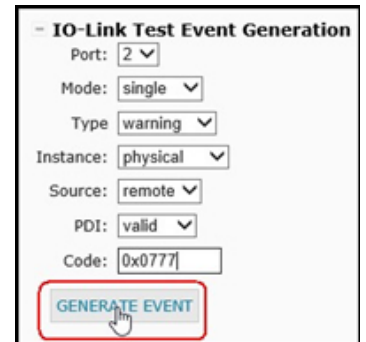 IO-Link Test Event Generation
Port: 2
Mode: single
Type warning
Instance: physical
Source: remote
PDI: valid
Code: 0x0777
GENERATE EVENT